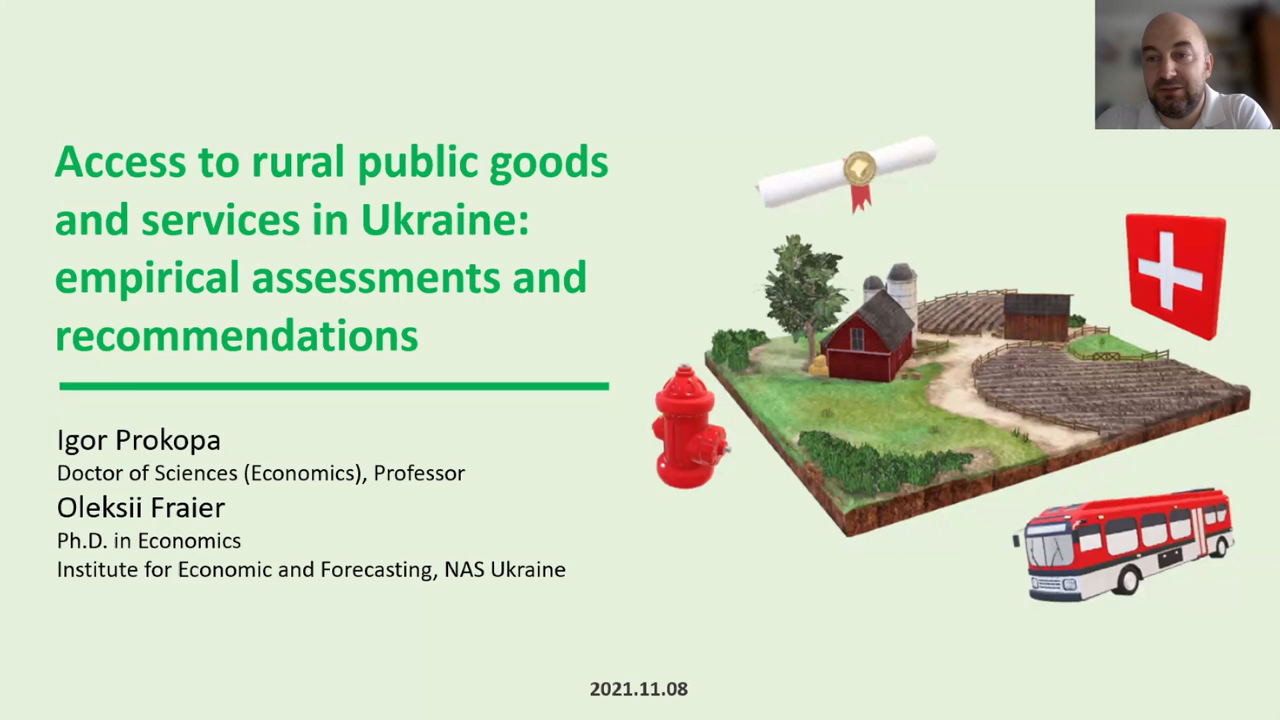 Access to rural public goods
and services in Ukraine:
empirical assessments and
recommendations
Igor Prokopa
Doctor of Sciences (Economics), Professor
Oleksii Fraier
Ph.D. in Economics
Institute for Economic and Forecasting, NAS Ukraine
2021.11.08